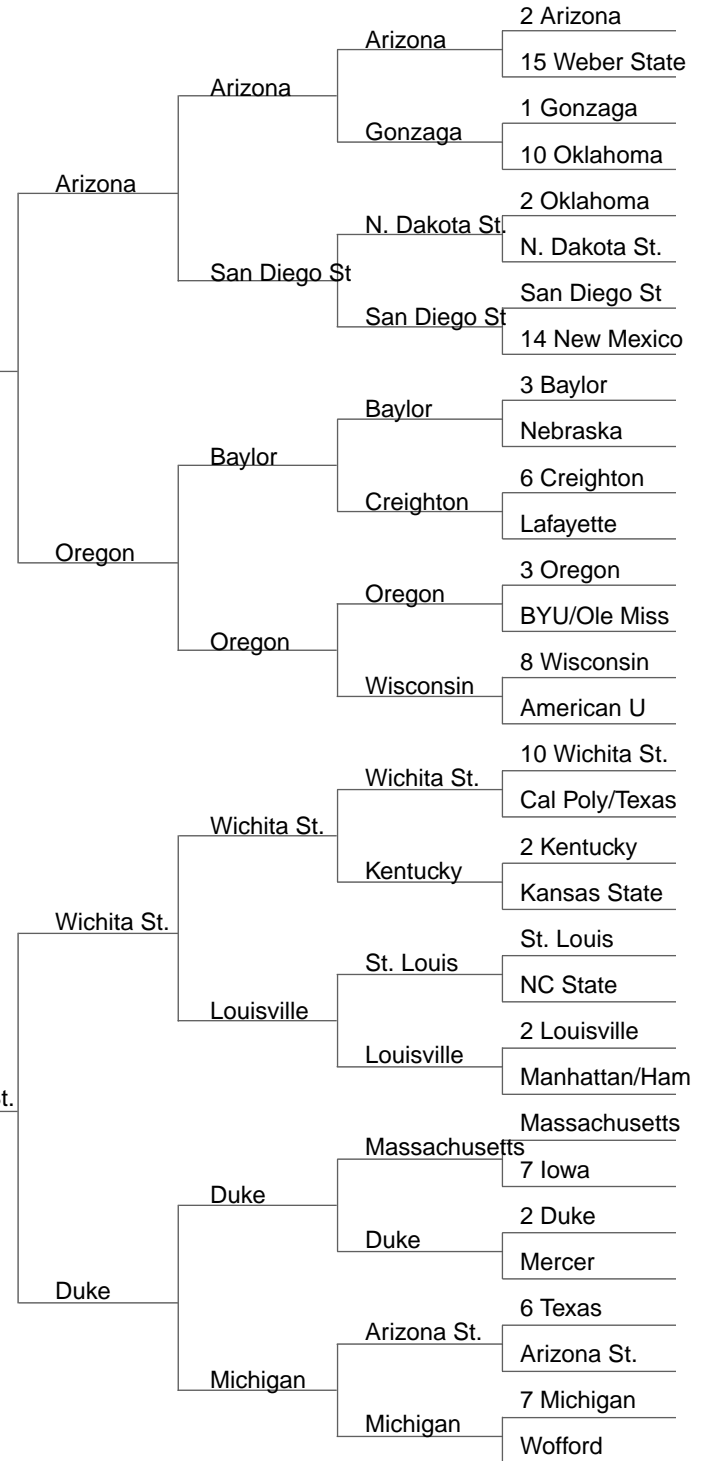 2 Arizona
Arizona
15 Weber State
Arizona
1 Gonzaga
Gonzaga
10 Oklahoma
Arizona
2 Oklahoma
N. Dakota St.
N. Dakota St.
San Diego St
San Diego St
San Diego St
14 New Mexico
3 Baylor
Baylor
Nebraska
Baylor
6 Creighton
Creighton
Lafayette
Oregon
3 Oregon
Oregon
BYU/Ole Miss
Oregon
8 Wisconsin
Wisconsin
American U
10 Wichita St.
Wichita St.
Cal Poly/Texas
Wichita St.
2 Kentucky
Kentucky
Kansas State
Wichita St.
St. Louis
St. Louis
NC State
Louisville
2 Louisville
Louisville
Manhattan/Ham
t.
Massachusetts
Massachusetts
7 Iowa
Duke
2 Duke
Duke
Mercer
Duke
6 Texas
Arizona St.
Arizona St.
Michigan
7 Michigan
Michigan
Wofford